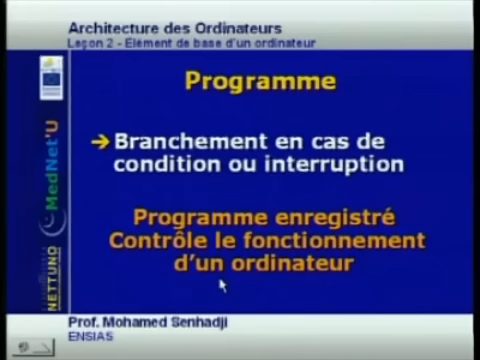 Architecture des Ordinateurs
Leçon 2 - Élément de base d'un ordinateur
Programme
Branchement en cas de
condition ou interruption
Programme enregistré
Contrôle le fonctionnement
d'un ordinateur
MedNet'U
NETTUNO
Prof. Mohamed Senhadji
ENSIAS